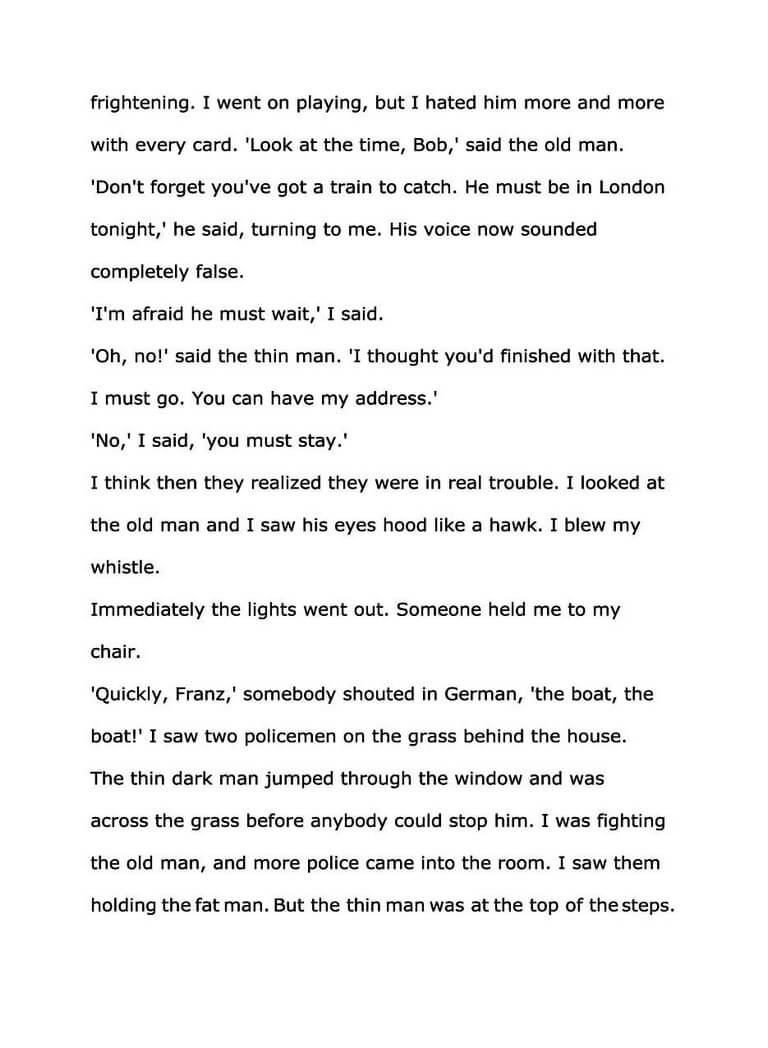 frightening. I went on playing, but I hated him more and more
with every card. 'Look at the time, Bob,' said the old man.
'Don't forget you've got a train to catch. He must be in London
tonight,' he said, turning to me. His voice now sounded
completely false.
'I'm afraid he must wait,' I said.
'Oh, no!' said the thin man. 'I thought you'd finished with that.
I must go. You can have my address.'
'No,' I said, 'you must stay.'
I think then they realized they were in real trouble. I looked at
the old man and I saw his eyes hood like a hawk. I blew my
whistle.
Immediately the lights went out. Someone held me to my
chair.
'Quickly, Franz,' somebody shouted in German, 'the boat, the
boat!' I saw two policemen on the grass behind the house.
The thin dark man jumped through the window and was
across the grass before anybody could stop him. I was fighting
the old man, and more police came into the room. I saw them
holding the fat man. But the thin man was at the top of the steps.